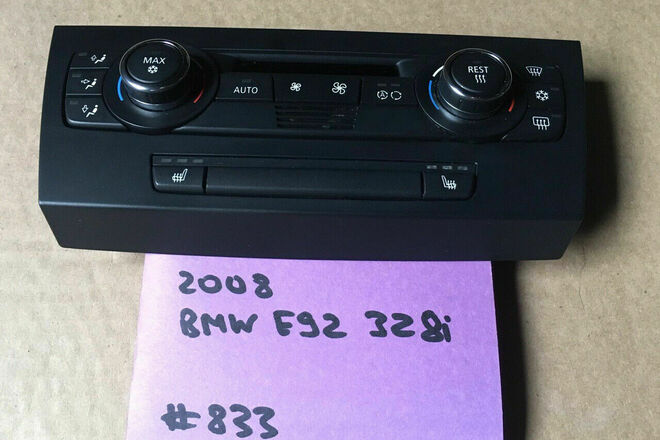 MAX
AUTO
REST
A
2008
BMW E92 328i
#833